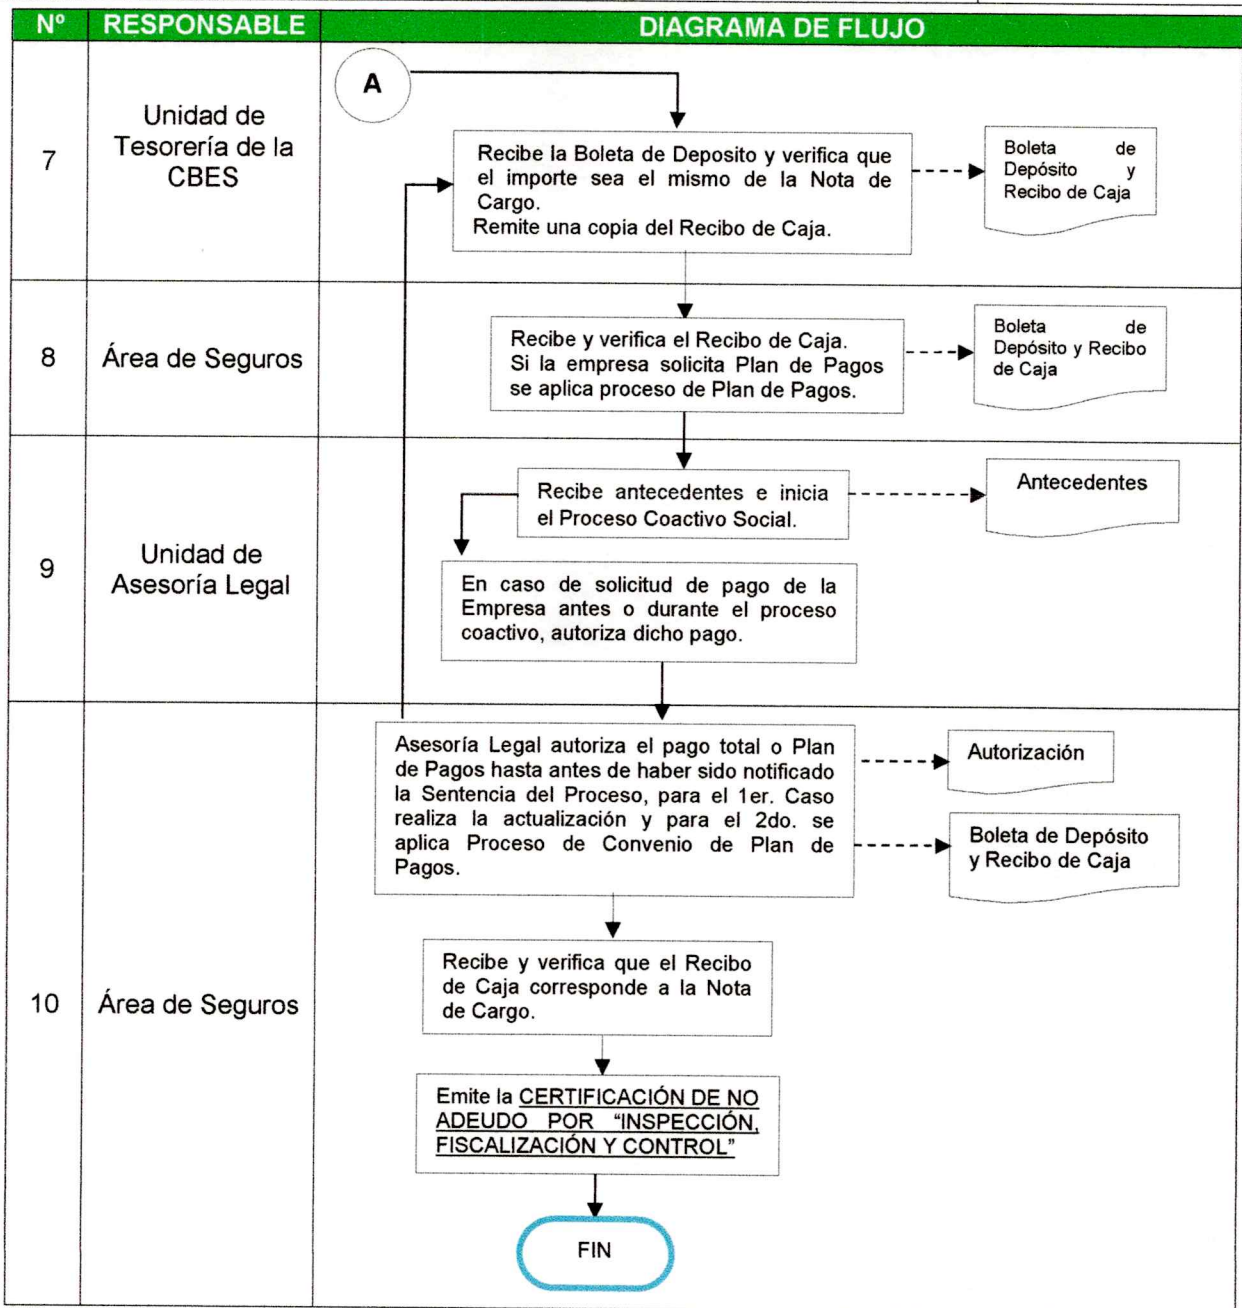 Nº RESPONSABLE DIAGRAMA DE FLUJO
A
7
Unidad de
Tesorería de la
CBES
Recibe la Boleta de Deposito y verifica que
el importe sea el mismo de la Nota de
Cargo.
Remite una copia del Recibo de Caja.
Boleta de
Depósito y
Recibo de Caja
8
Área de Seguros
Recibe y verifica el Recibo de Caja.
Si la empresa solicita Plan de Pagos
se aplica proceso de Plan de Pagos.
Boleta de
Depósito y Recibo
de Caja
9
Unidad de
Asesoría Legal
Recibe antecedentes e inicia
el Proceso Coactivo Social.
Antecedentes
En caso de solicitud de pago de la
Empresa antes o durante el proceso
coactivo, autoriza dicho pago.
10
Área de Seguros
Asesoría Legal autoriza el pago total o Plan
de Pagos hasta antes de haber sido notificado
la Sentencia del Proceso, para el 1er. Caso
realiza la actualización y para el 2do. se
aplica Proceso de Convenio de Plan de
Pagos.
Autorización
Boleta de Depósito
y Recibo de Caja
Recibe y verifica que el Recibo
de Caja corresponde a la Nota
de Cargo.
Emite la CERTIFICACIÓN DE NO
ADEUDO POR “INSPECCIÓN,
FISCALIZACIÓN Y CONTROL”
FIN